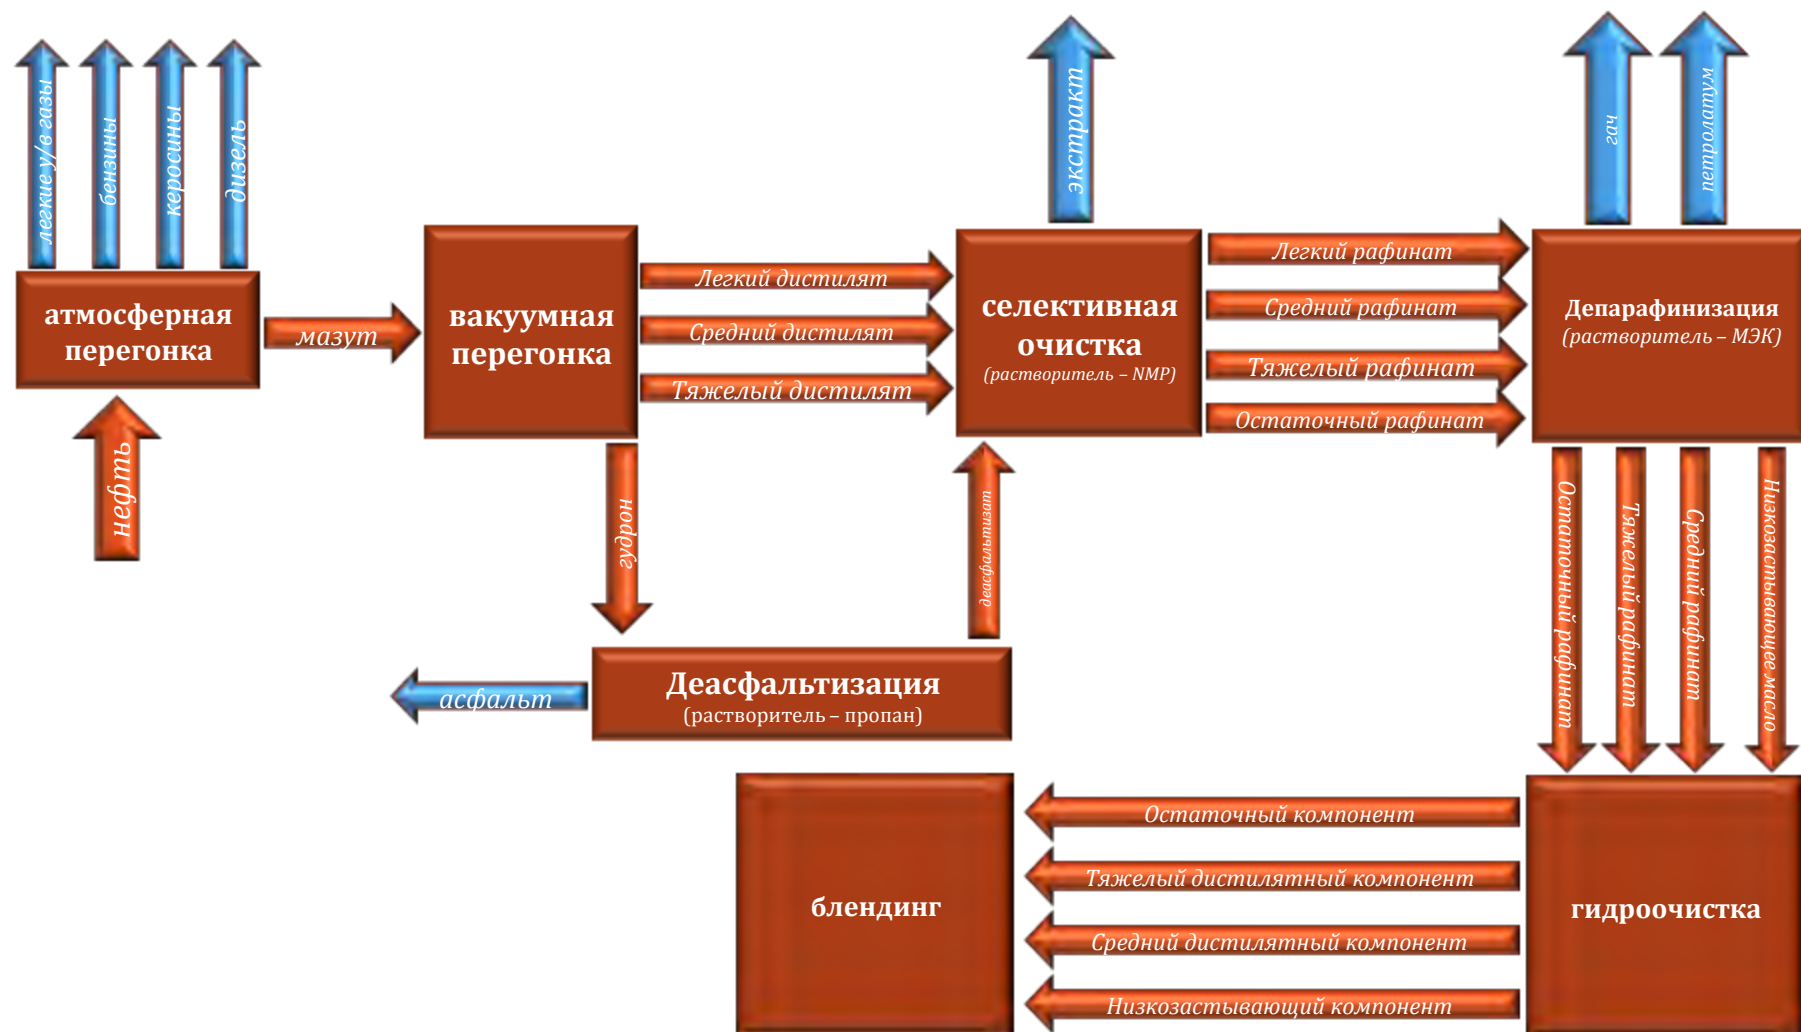 легкие у/в газы
бензины
керосины
дизель
экстракт
гач
петролатум
атмосферная
перегонка
мазут
нефть
вакуумная
перегонка
Легкий дистилят
Средний дистилят
Тяжелый дистилят
селективная
очистка
(растворитель – NMP)
Легкий рафинат
Средний рафинат
Тяжелый рафинат
Остаточный рафинат
Депарафинизация
(растворитель – МЭК)
гудрон
деасфальтизат
Остаточный рафинат
Тяжелый рафинат
Средний рафинат
Низкозастывающее масло
асфальт
Деасфальтизация
(растворитель – пропан)
блендинг
Остаточный компонент
Тяжелый дистилятный компонент
Средний дистилятный компонент
Низкозастывающий компонент
гидроочистка